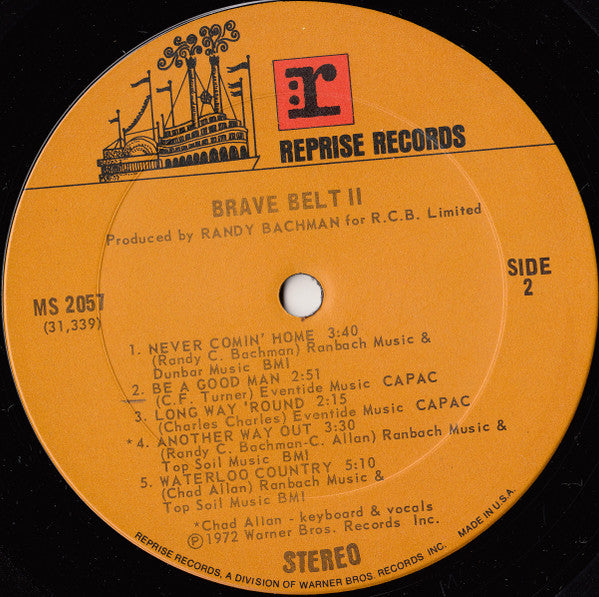 r
REPRISE RECORDS
BRAVE BELT II
Produced by RANDY BACHMAN for R.C.B. Limited
MS 2057
(31,339)
SIDE
2
1. NEVER COMIN' HOME 3:40
(Randy C. Bachman) Ranbach Music &
Dunbar Music BMI
2. BE A GOOD MAN 2:51
(C.F. Turner) Eventide Music CAPAC
3. LONG WAY 'ROUND 2:15
(Charles Charles) Eventide Music CAPAC
*4. ANOTHER WAY OUT 3:30
(Randy C. Bachman-C. Allan) Ranbach Music &
Top Soil Music BMI
5. WATERLOO COUNTRY 5:10
(Chad Allan) Ranbach Music &
Top Soil Music BMI
*Chad Allan - keyboard & vocals
Ⓟ1972 Warner Bros. Records Inc.
STEREO
REPRISE RECORDS, A DIVISION OF WARNER BROS. RECORDS INC. MADE IN U.S.A.